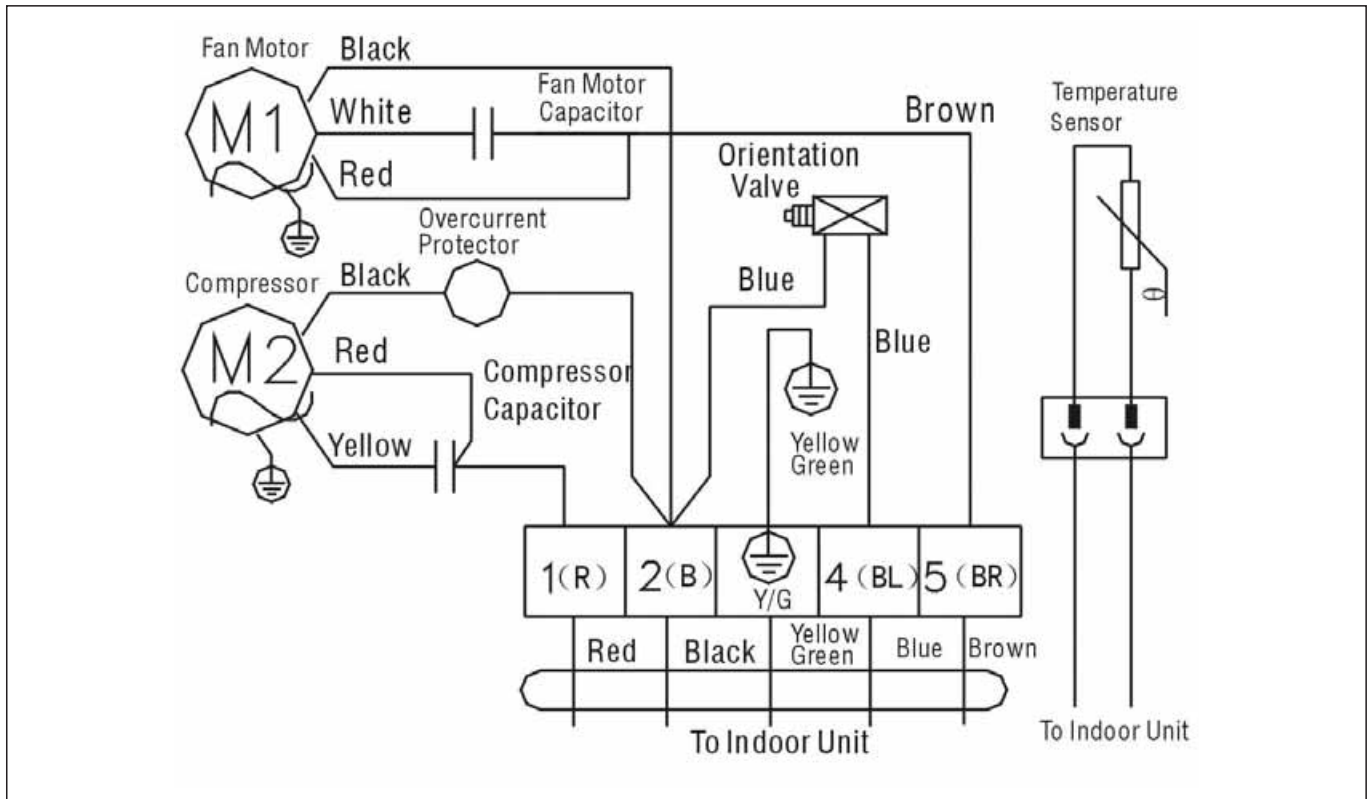 Fan Motor
Black
Fan Motor
Capacitor
White
Brown
Temperature
Sensor
M1
Orientation
Valve
Red
Overcurrent
Protector
Compressor
Black
Blue
θ
Red
Blue
M2
Compressor
Capacitor
Yellow
Yellow
Green
1(R)
2(B)
Y/G
4(BL)
5(BR)
Red
Black
Yellow
Green
Blue
Brown
To Indoor Unit
To Indoor Unit